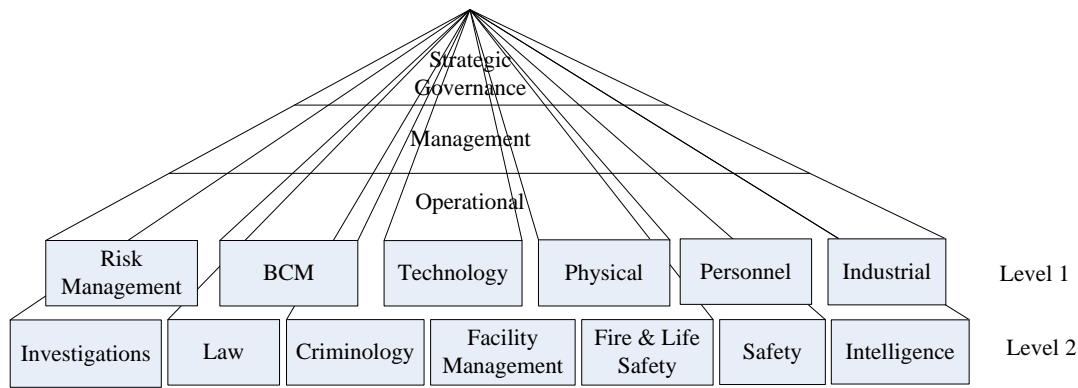 Strategic
Governance
Management
Operational
Risk
Management
BCM
Technology
Physical
Personnel
Industrial
Level 1
Investigations
Law
Criminology
Facility
Management
Fire & Life
Safety
Safety
Intelligence
Level 2